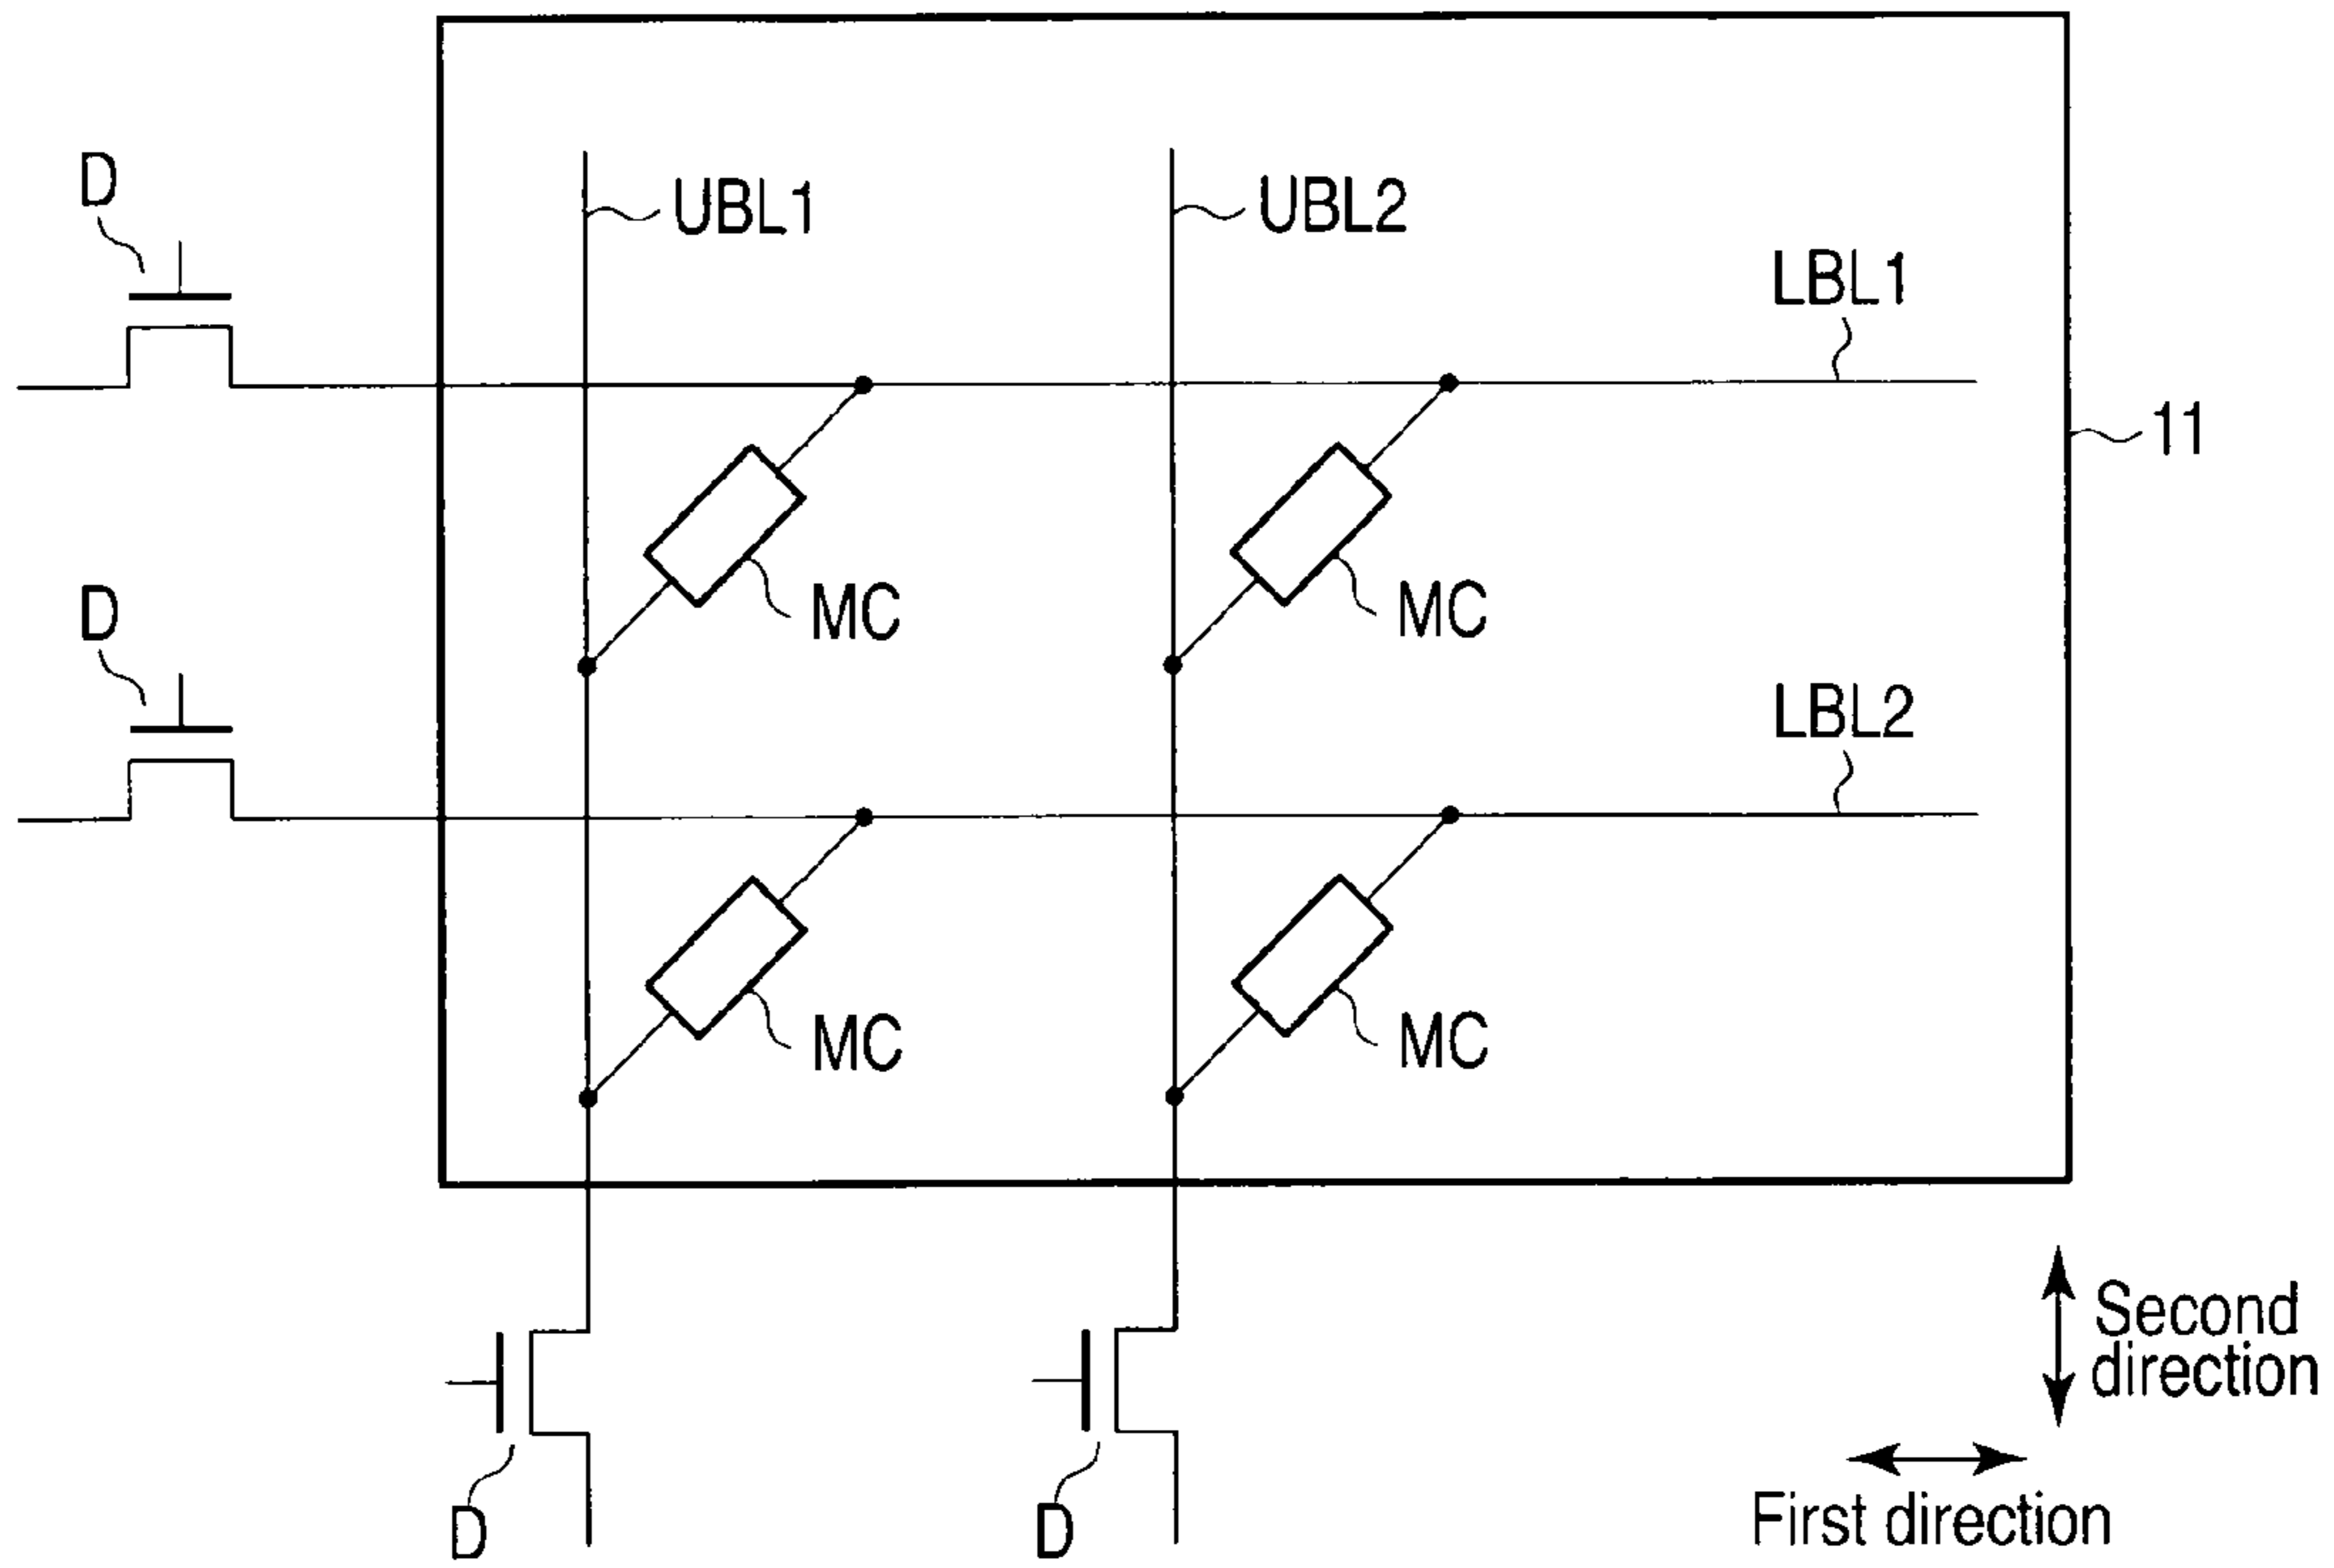 D
UBL1
UBL2
LBL1
11
D
MC
MC
LBL2
MC
MC
Second
direction
D
D
First direction